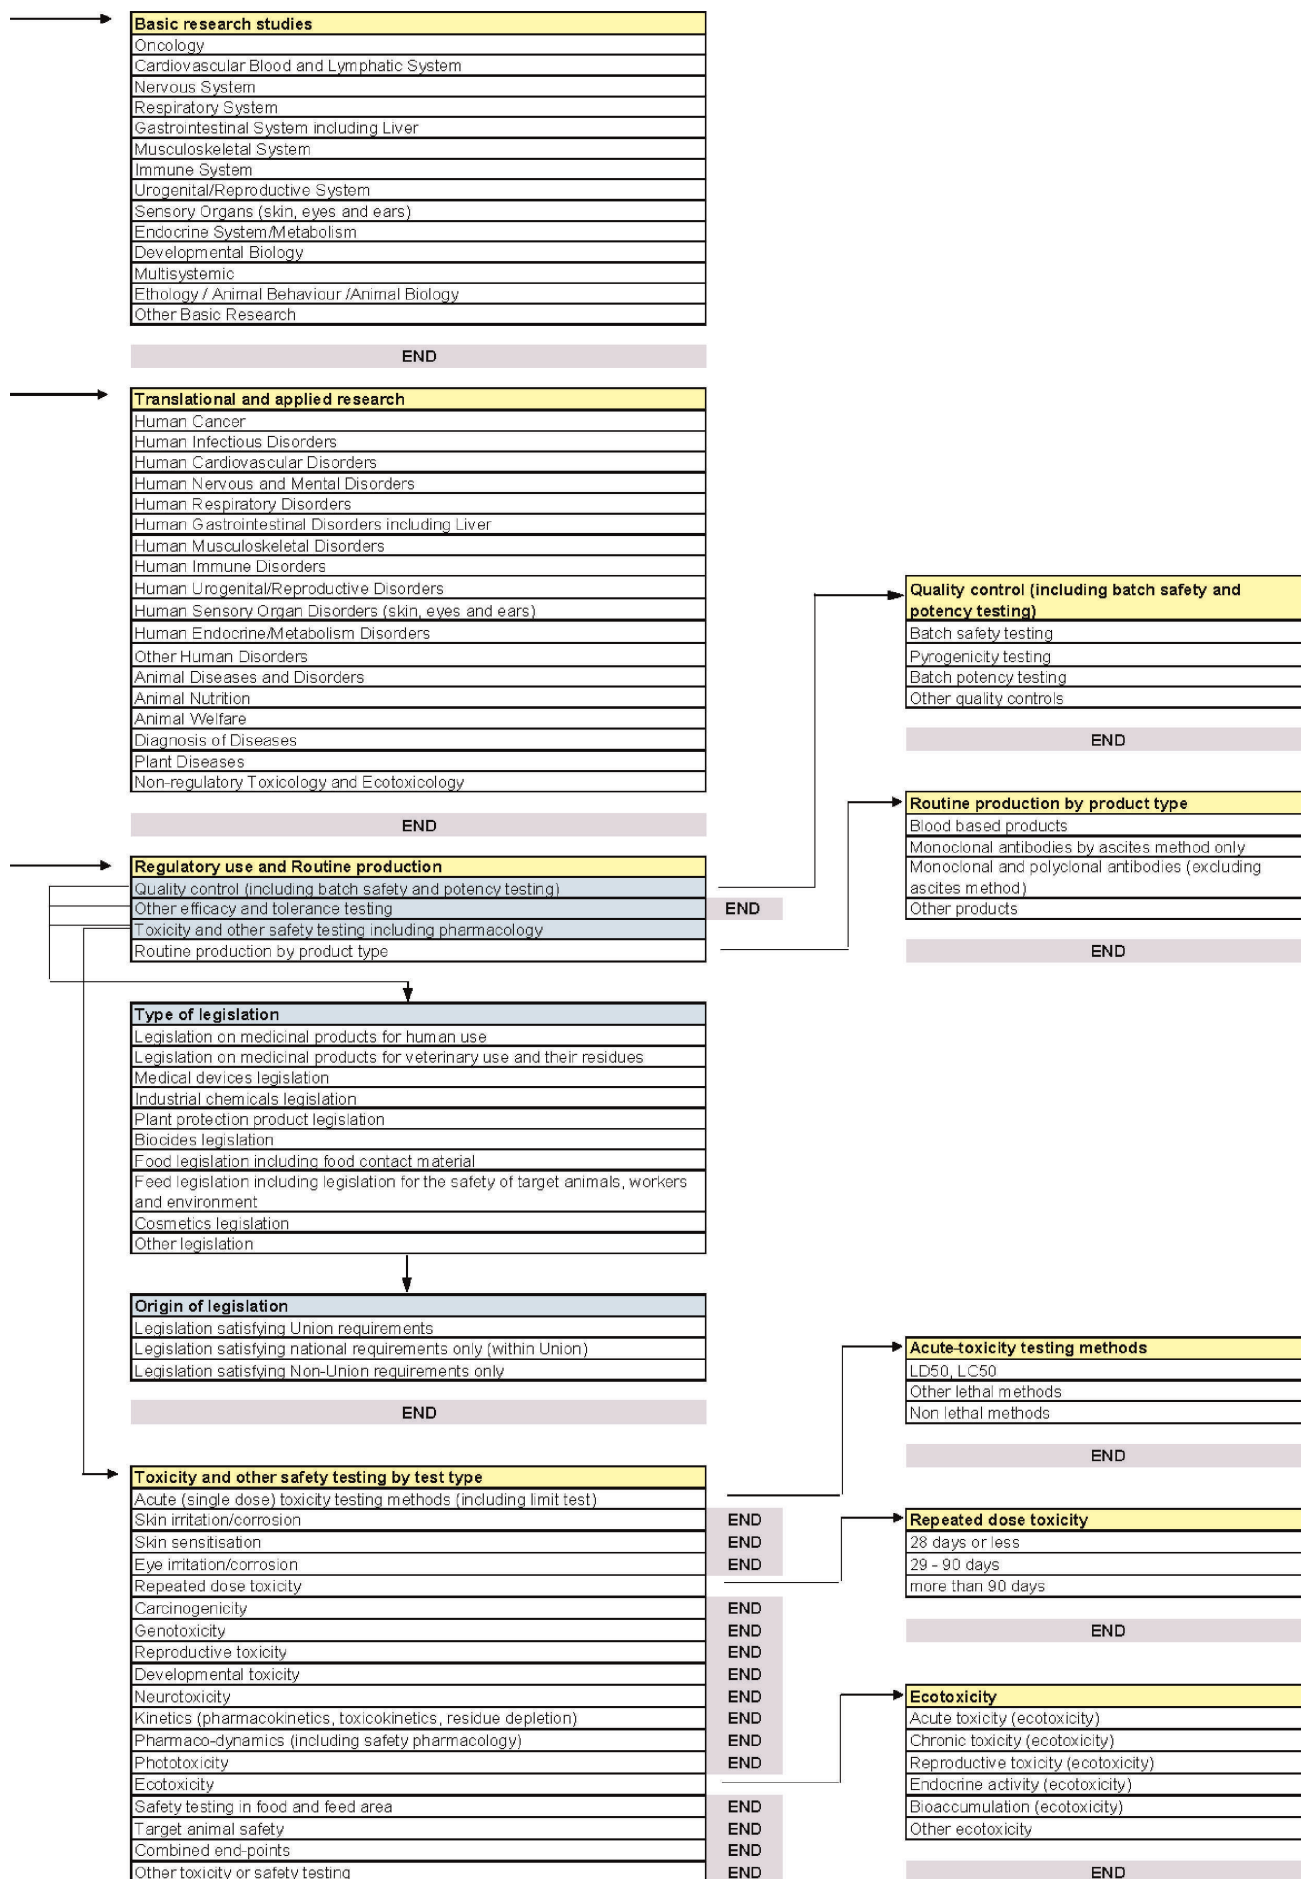 Basic research studies
Oncology
Cardiovascular Blood and Lymphatic System
Nervous System
Respiratory System
Gastrointestinal System including Liver
Musculoskeletal System
Immune System
Urogenital/Reproductive System
Sensory Organs (skin, eyes and ears)
Endocrine System/Metabolism
Developmental Biology
Multisystemic
Ethology / Animal Behaviour /Animal Biology
Other Basic Research
END
Translational and applied research
Human Cancer
Human Infectious Disorders
Human Cardiovascular Disorders
Human Nervous and Mental Disorders
Human Respiratory Disorders
Human Gastrointestinal Disorders including Liver
Human Musculoskeletal Disorders
Human Immune Disorders
Human Urogenital/Reproductive Disorders
Human Sensory Organ Disorders (skin, eyes and ears)
Human Endocrine/Metabolism Disorders
Other Human Disorders
Animal Diseases and Disorders
Animal Nutrition
Animal Welfare
Diagnosis of Diseases
Plant Diseases
Non-regulatory Toxicology and Ecotoxicology
END
Regulatory use and Routine production
Quality control (including batch safety and potency testing)
Other efficacy and tolerance testing
END
Toxicity and other safety testing including pharmacology
Routine production by product type
Quality control (including batch safety and
potency testing)
Batch safety testing
Pyrogenicity testing
Batch potency testing
Other quality controls
END
Routine production by product type
Blood based products
Monoclonal antibodies by ascites method only
Monoclonal and polyclonal antibodies (excluding
ascites method)
Other products
END
Type of legislation
Legislation on medicinal products for human use
Legislation on medicinal products for veterinary use and their residues
Medical devices legislation
Industrial chemicals legislation
Plant protection product legislation
Biocides legislation
Food legislation including food contact material
Feed legislation including legislation for the safety of target animals, workers
and environment
Cosmetics legislation
Other legislation
Origin of legislation
Legislation satisfying Union requirements
Legislation satisfying national requirements only (within Union)
Legislation satisfying Non-Union requirements only
END
Toxicity and other safety testing by test type
Acute (single dose) toxicity testing methods (including limit test)
Skin irritation/corrosion
END
Skin sensitisation
END
Eye irritation/corrosion
END
Repeated dose toxicity
Carcinogenicity
END
Genotoxicity
END
Reproductive toxicity
END
Developmental toxicity
END
Neurotoxicity
END
Kinetics (pharmacokinetics, toxicokinetics, residue depletion)
END
Pharmaco-dynamics (including safety pharmacology)
END
Phototoxicity
END
Ecotoxicity
Safety testing in food and feed area
END
Target animal safety
END
Combined end-points
END
Other toxicity or safety testing
END
Acute-toxicity testing methods
LD50, LC50
Other lethal methods
Non lethal methods
END
Repeated dose toxicity
28 days or less
29 - 90 days
more than 90 days
END
Ecotoxicity
Acute toxicity (ecotoxicity)
Chronic toxicity (ecotoxicity)
Reproductive toxicity (ecotoxicity)
Endocrine activity (ecotoxicity)
Bioaccumulation (ecotoxicity)
Other ecotoxicity
END